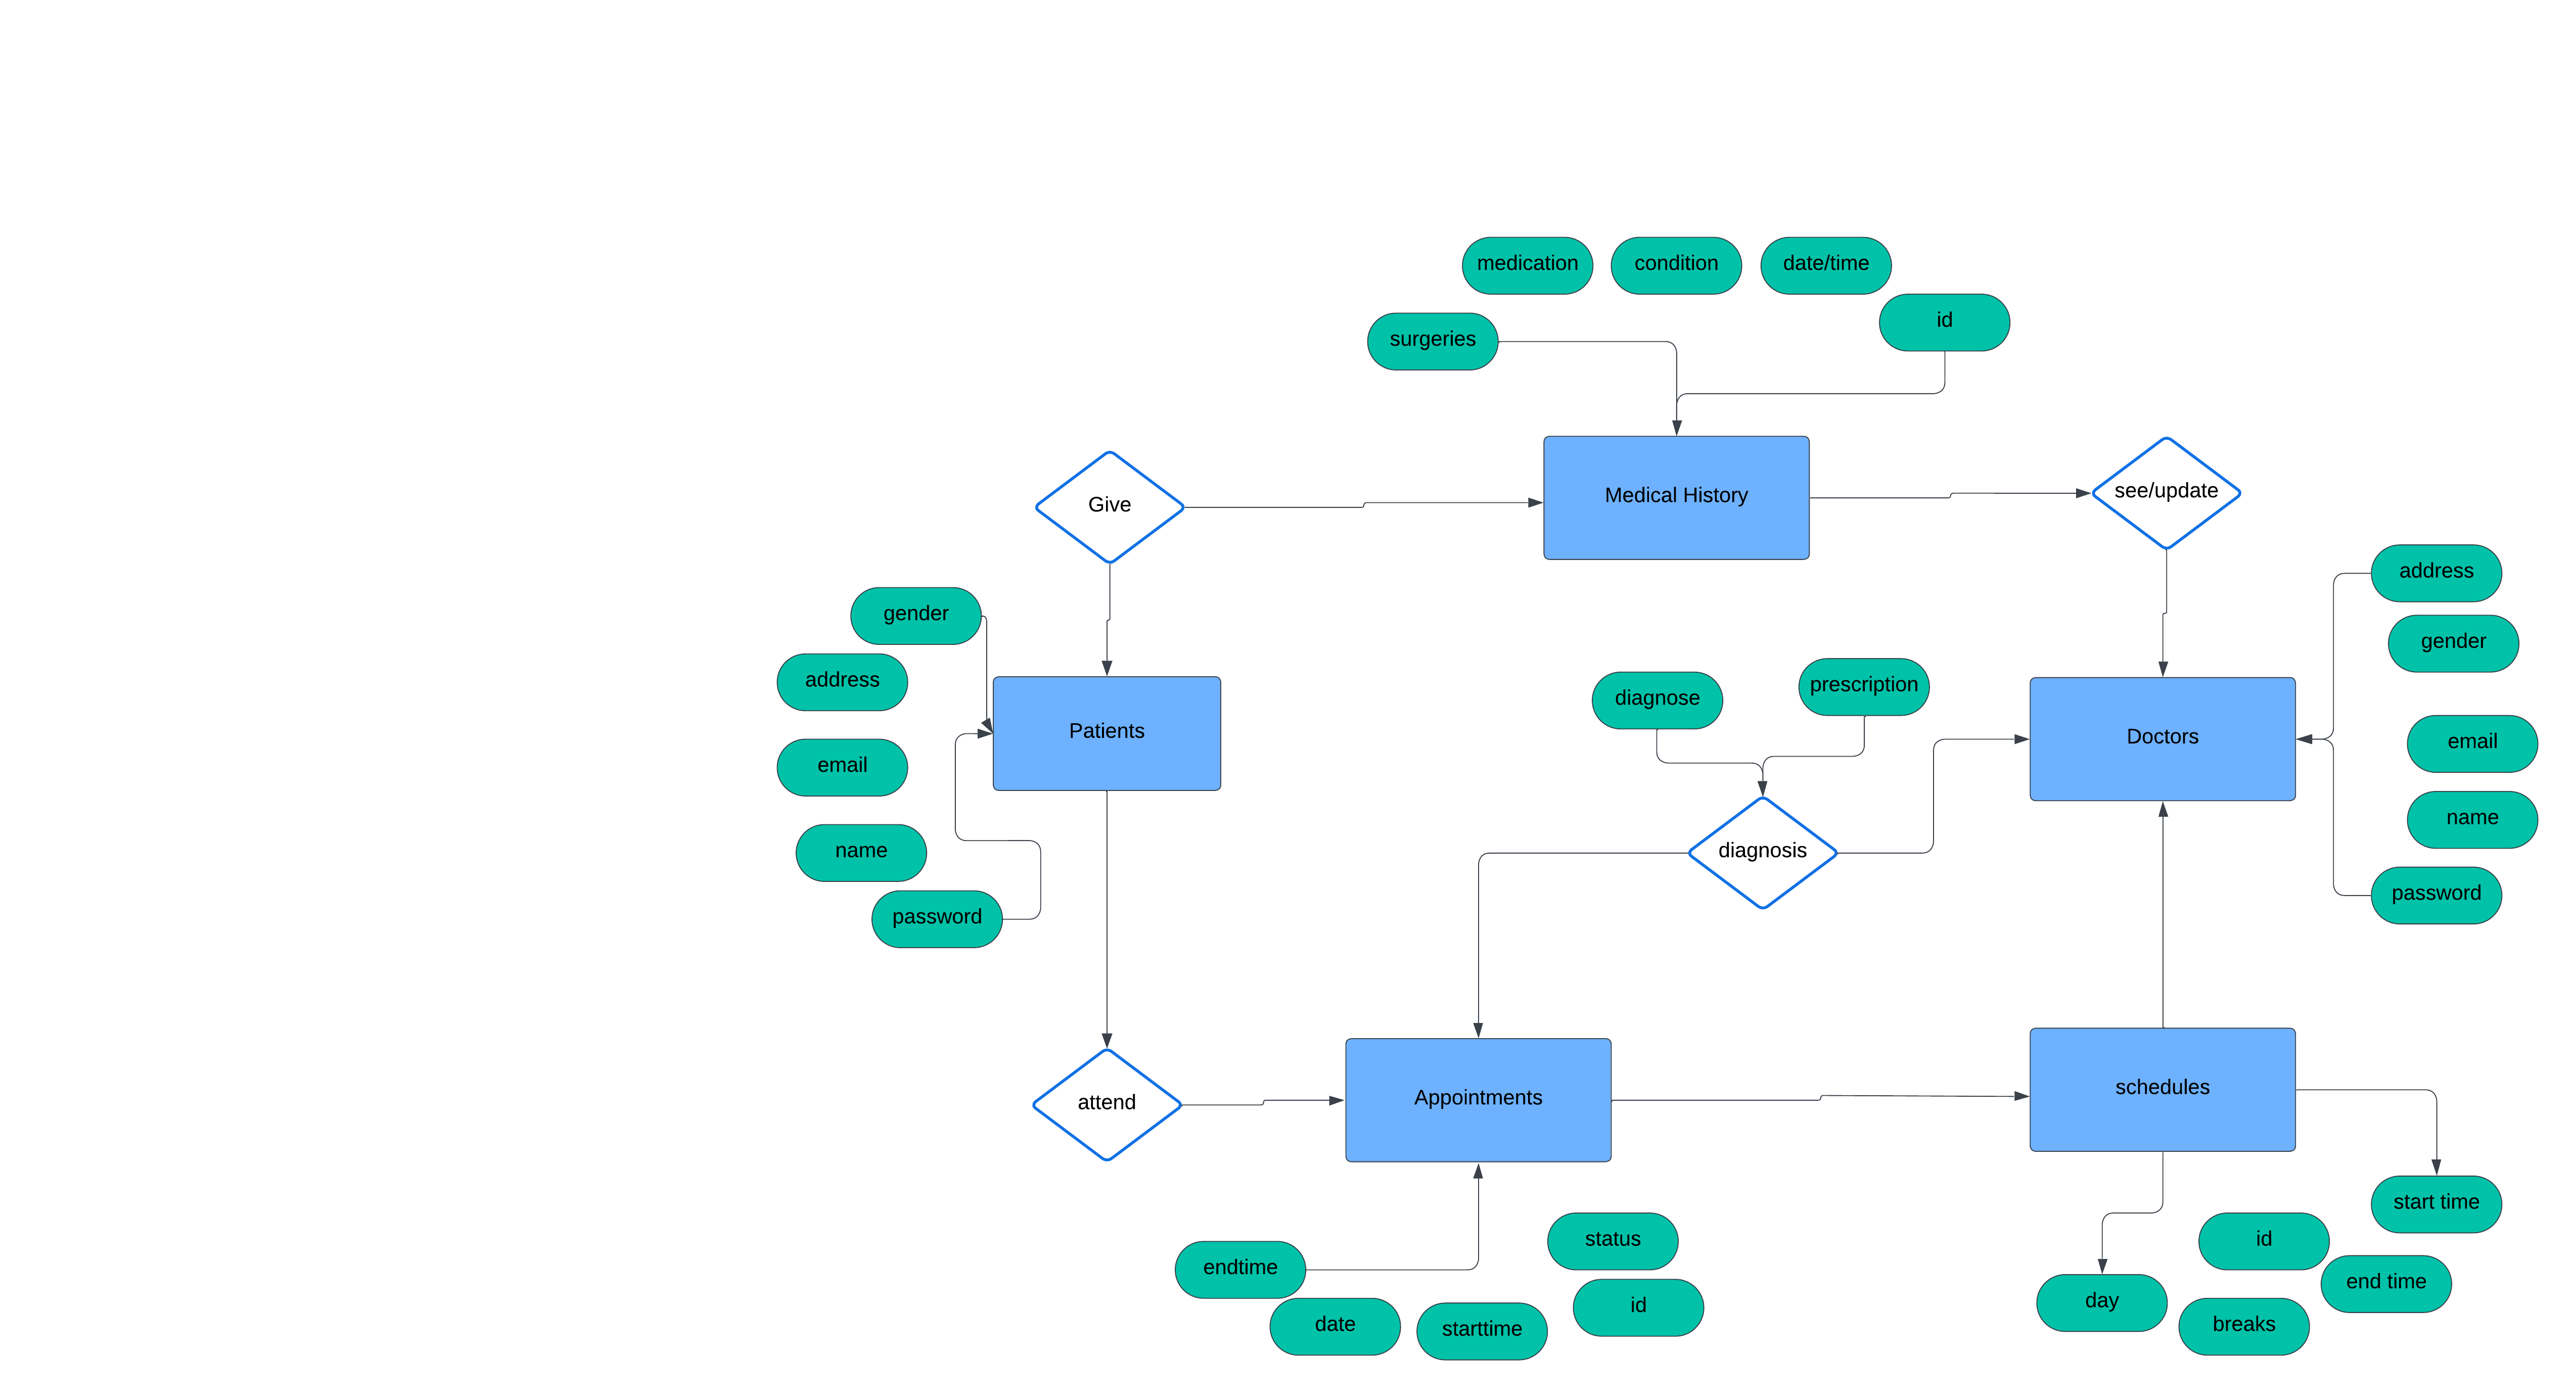 medication
condition
date/time
id
surgeries
Give
Medical History
see/update
address
gender
gender
address
diagnose
prescription
Patients
Doctors
email
email
name
name
diagnosis
password
password
attend
Appointments
schedules
start time
status
id
endtime
end time
id
day
date
starttime
breaks